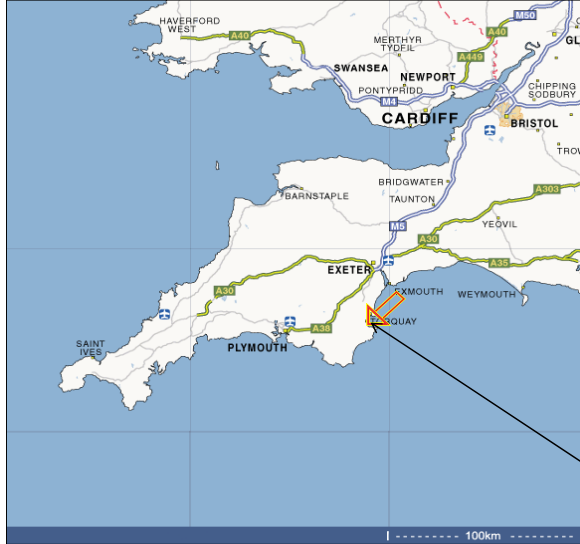 HAVERFORD
WEST
A40
M50
A40
GL
MERTHYR
TYDFIL
A449
SWANSEA
NEWPORT
PONTYPRIDD
M4
CHIPPING
SODBURY
CARDIFF
BRISTOL
TROW
BRIDGWATER
BARNSTAPLE
TAUNTON
A303
M5
YEOVIL
A30
A35
EXETER
EXMOUTH
WEYMOUTH
A30
A38
QUAY
SAINT
IVES
PLYMOUTH
100km